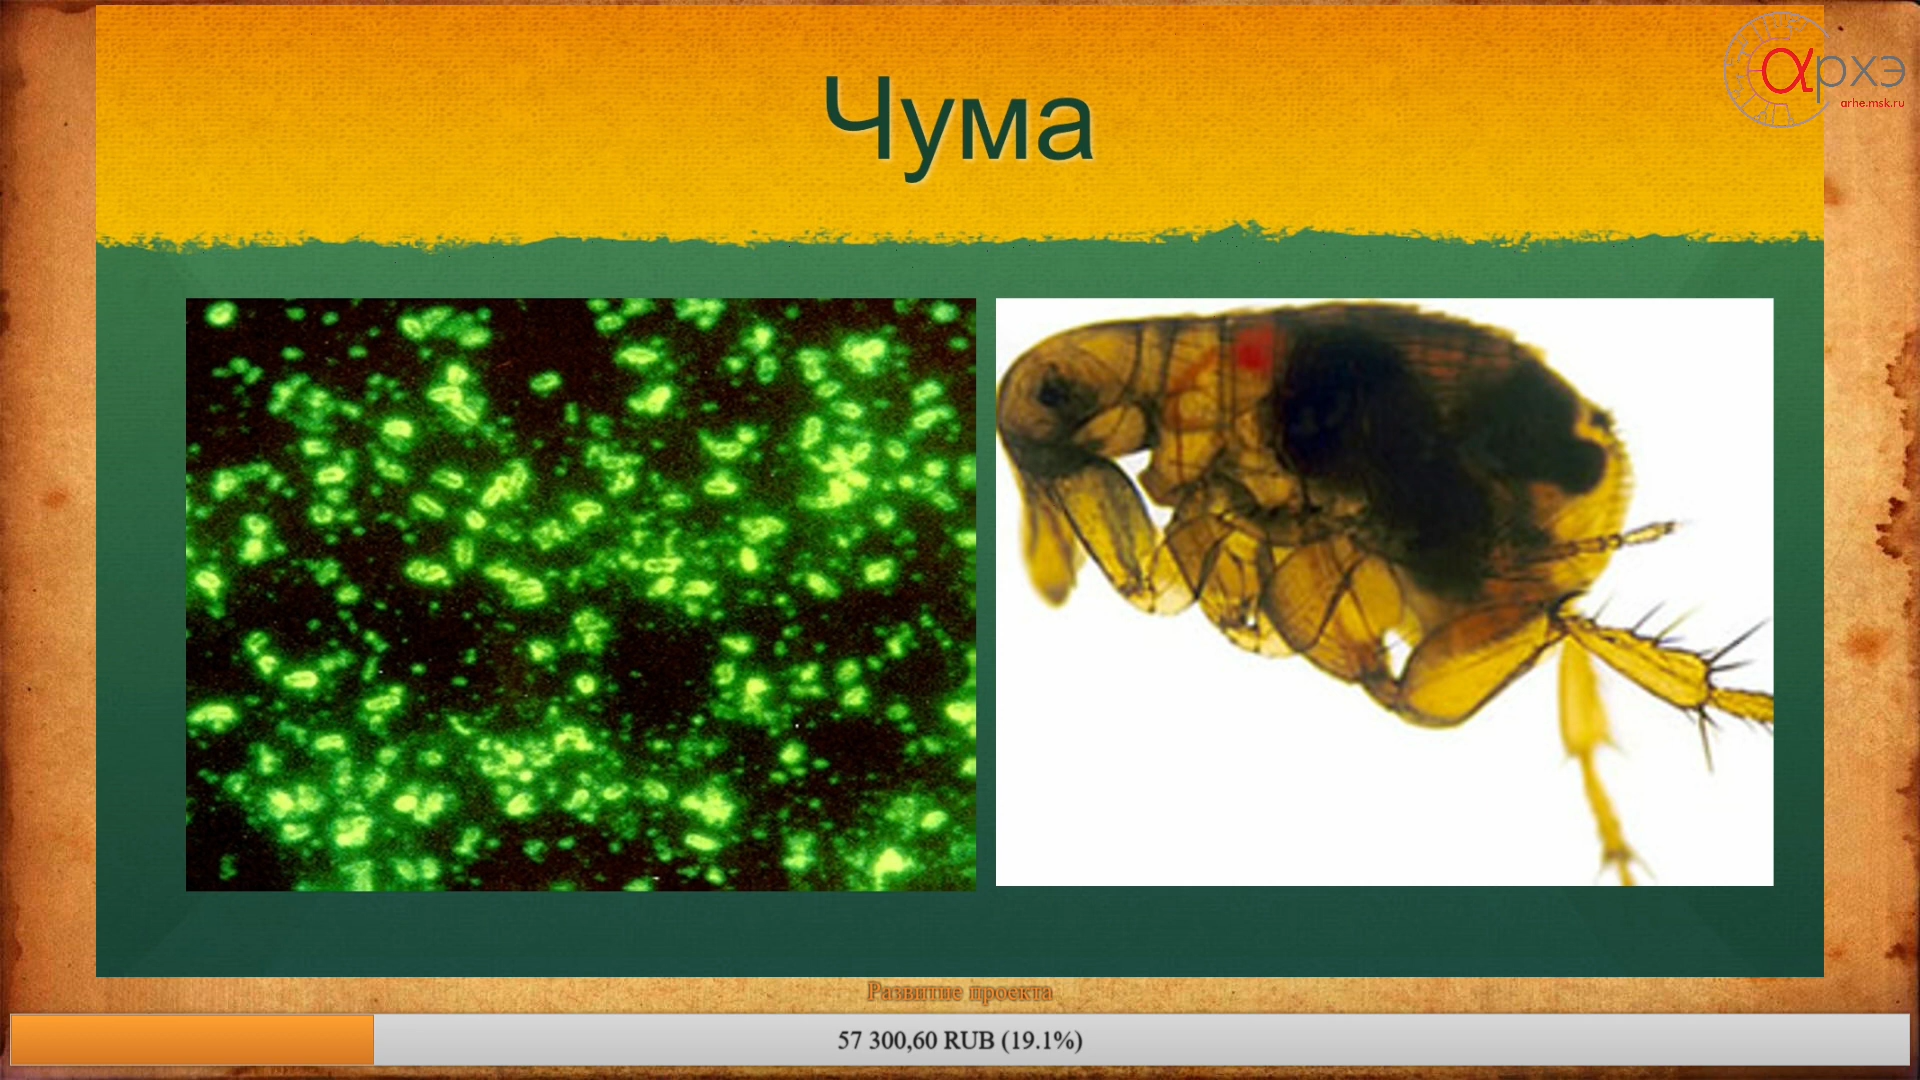 Чума
αрхэ
arhe.msk.ru
Развитие проекта
57 300,60 RUB (19.1%)